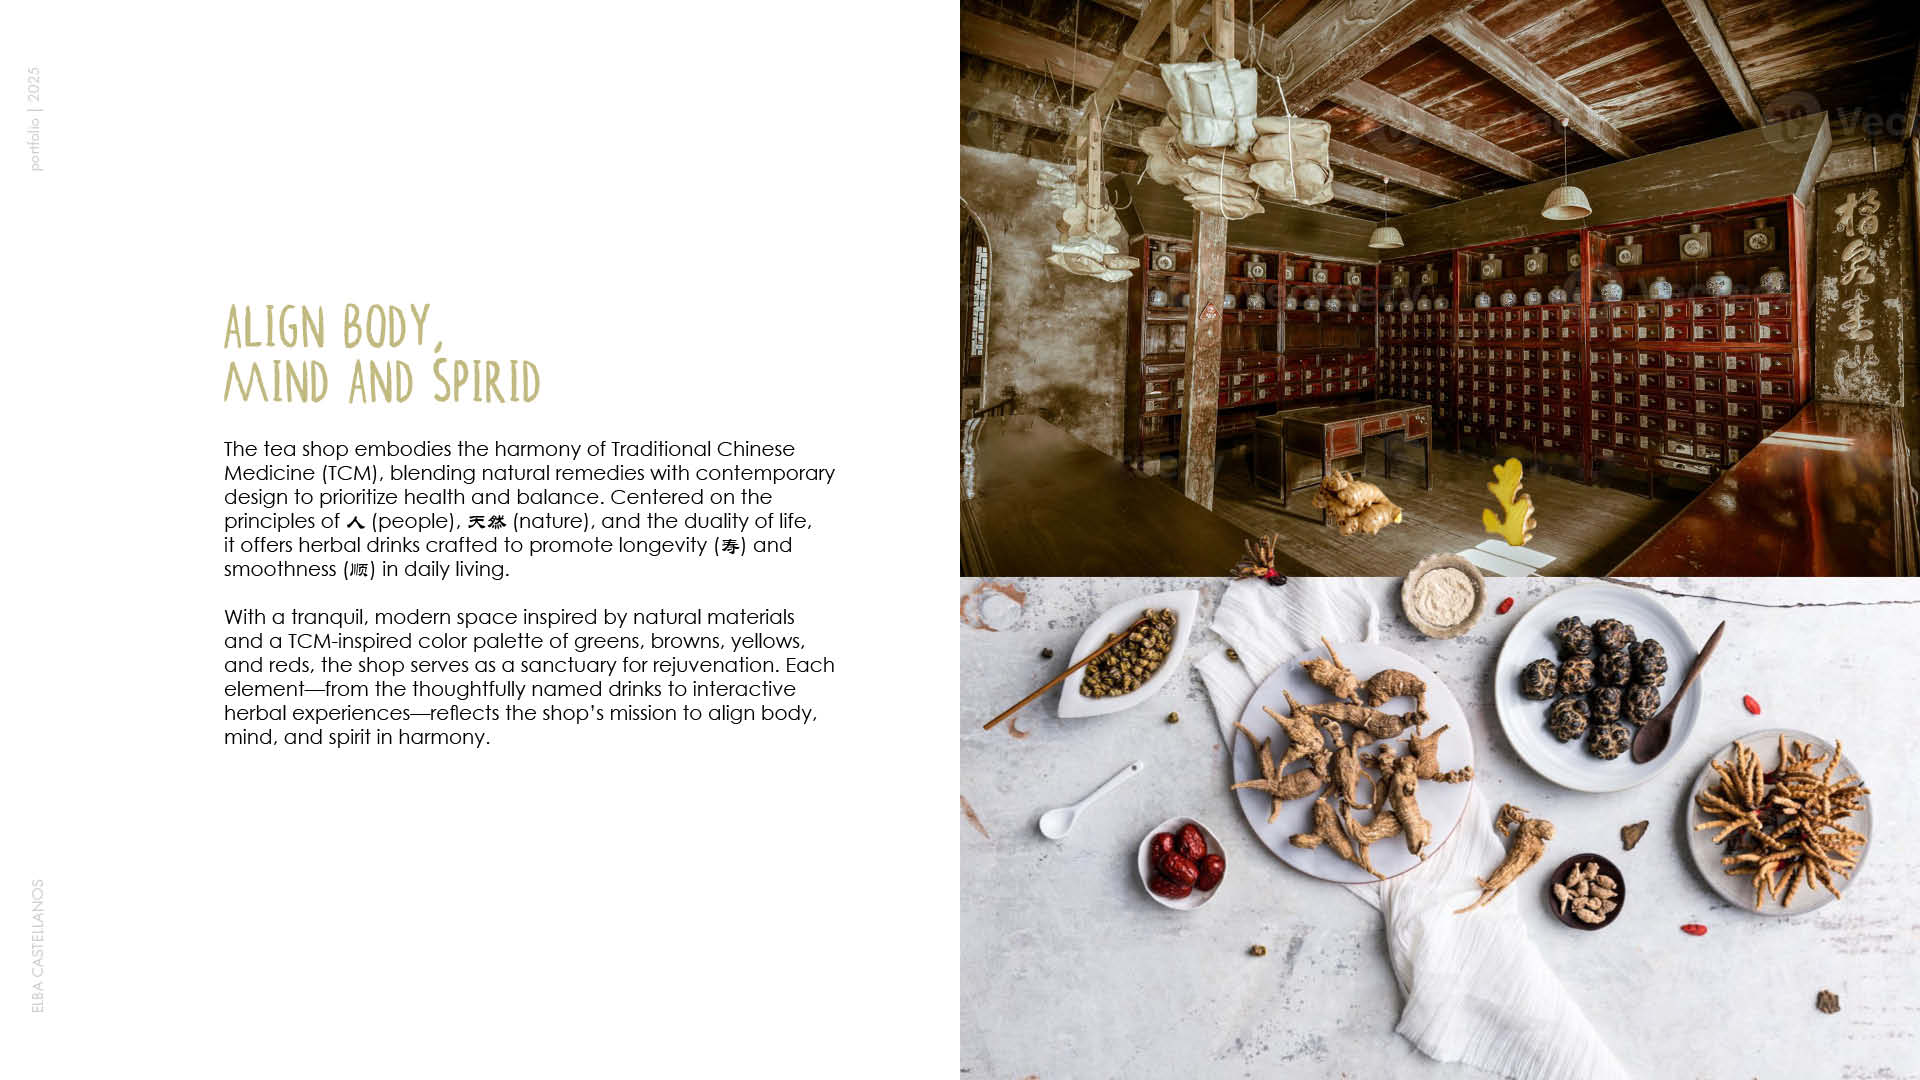 portfolio | 2025
ALIGN BODY,
MIND AND SPIRID
The tea shop embodies the harmony of Traditional Chinese
Medicine (TCM), blending natural remedies with contemporary
design to prioritize health and balance. Centered on the
principles of 人 (people), 天然 (nature), and the duality of life,
it offers herbal drinks crafted to promote longevity (寿) and
smoothness (顺) in daily living.
With a tranquil, modern space inspired by natural materials
and a TCM-inspired color palette of greens, browns, yellows,
and reds, the shop serves as a sanctuary for rejuvenation. Each
element—from the thoughtfully named drinks to interactive
herbal experiences—reflects the shop’s mission to align body,
mind, and spirit in harmony.
ELBA CASTELLANOS